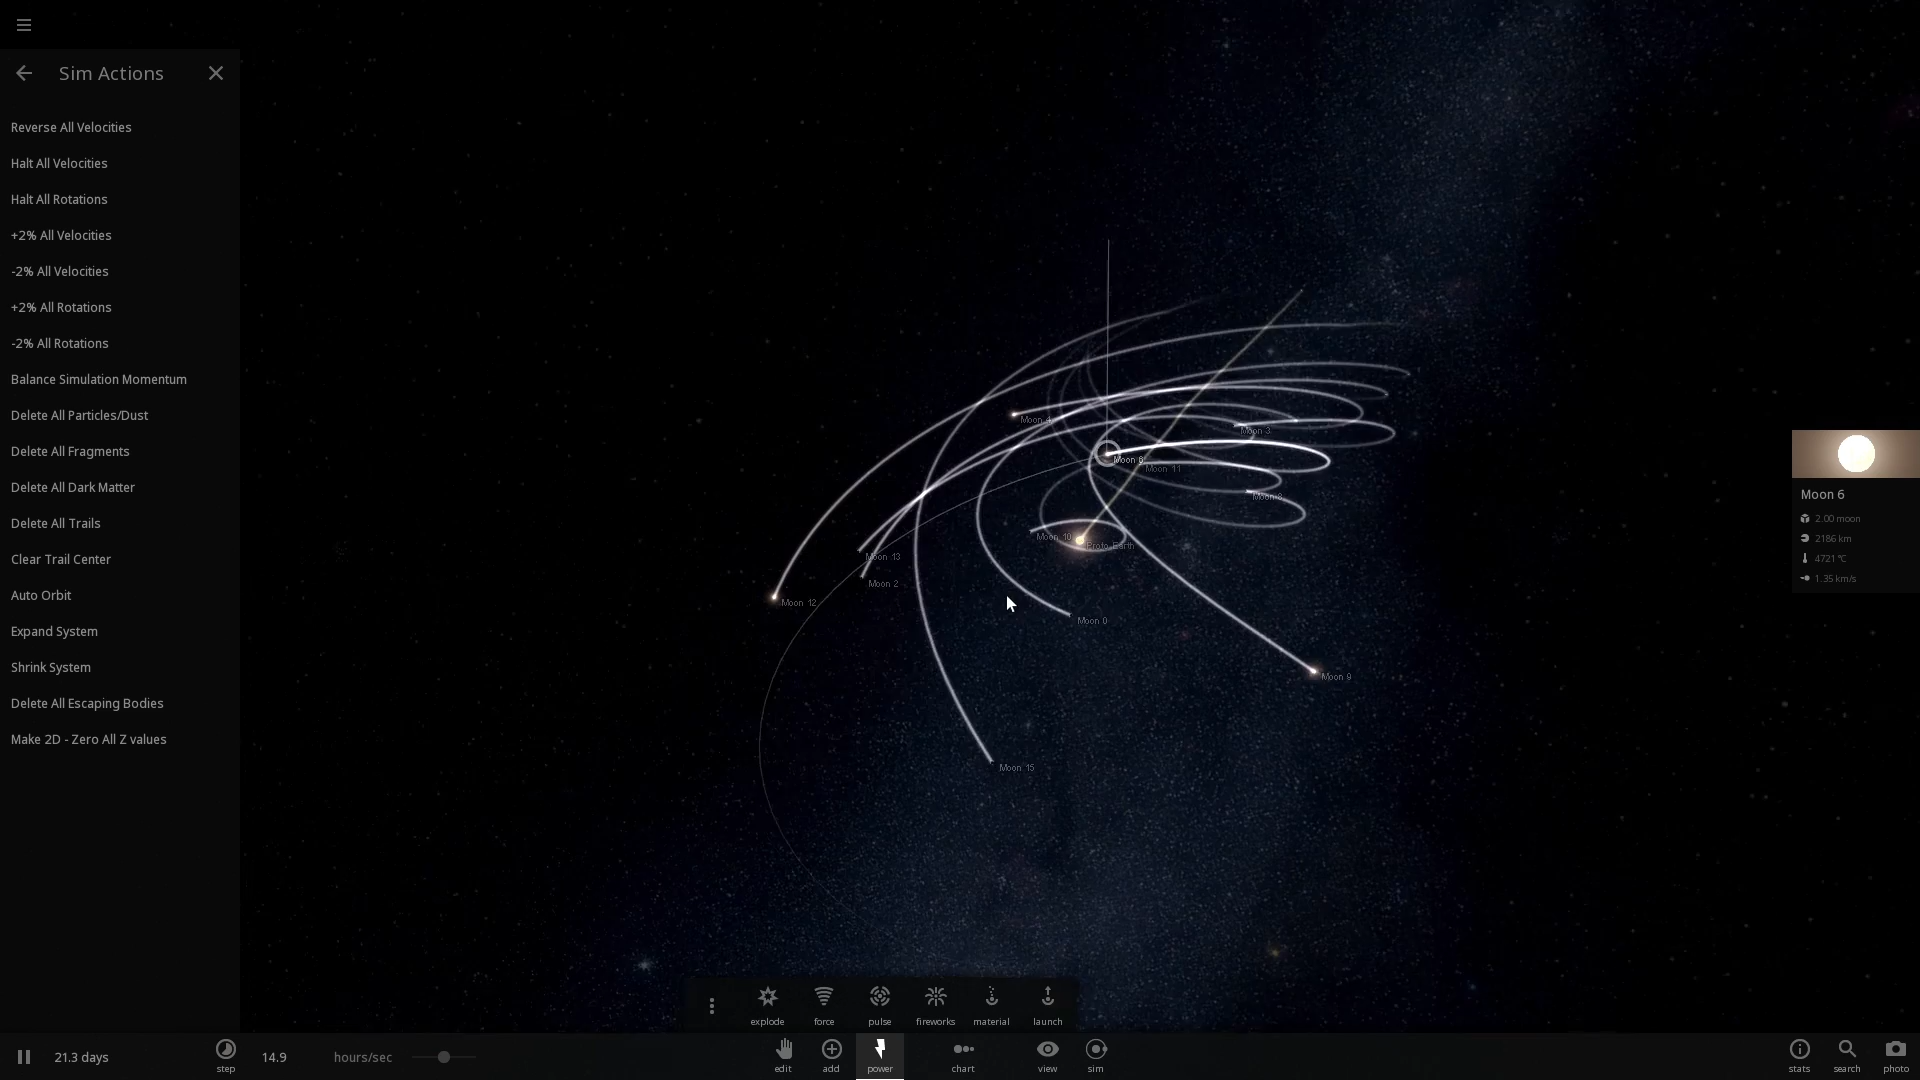 Sim Actions
Reverse All Velocities
Halt All Velocities
Halt All Rotations
+2% All Velocities
-2% All Velocities
+2% All Rotations
-2% All Rotations
Balance Simulation Momentum
Delete All Particles/Dust
Delete All Fragments
Delete All Dark Matter
Delete All Trails
Clear Trail Center
Auto Orbit
Expand System
Shrink System
Delete All Escaping Bodies
Make 2D - Zero All Z values
Moon 4
Moon 3
Moon 6
Moon 11
Moon 8
Moon 10
Proto Earth
Moon 13
Moon 2
Moon 12
Moon 0
Moon 9
Moon 15
Moon 6
2.00 moon
2186 km
4721 °C
1.35 km/s
explode
force
pulse
fireworks
material
launch
21.3 days
step
14.9
hours/sec
edit
add
power
chart
view
sim
stats
search
photo